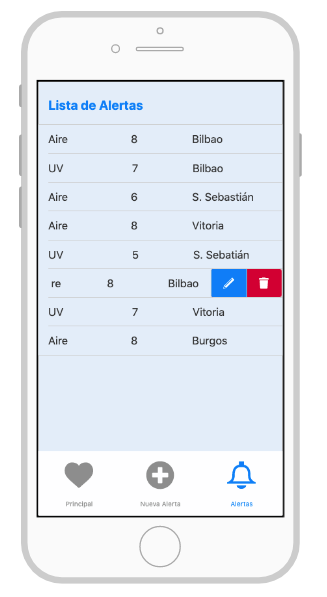 Lista de Alertas
Aire 8 Bilbao
UV 7 Bilbao
Aire 6 S. Sebastián
Aire 8 Vitoria
UV 5 S. Sebatián
re 8 Bilbao
UV 7 Vitoria
Aire 8 Burgos
Principal Nueva Alerta Alertas